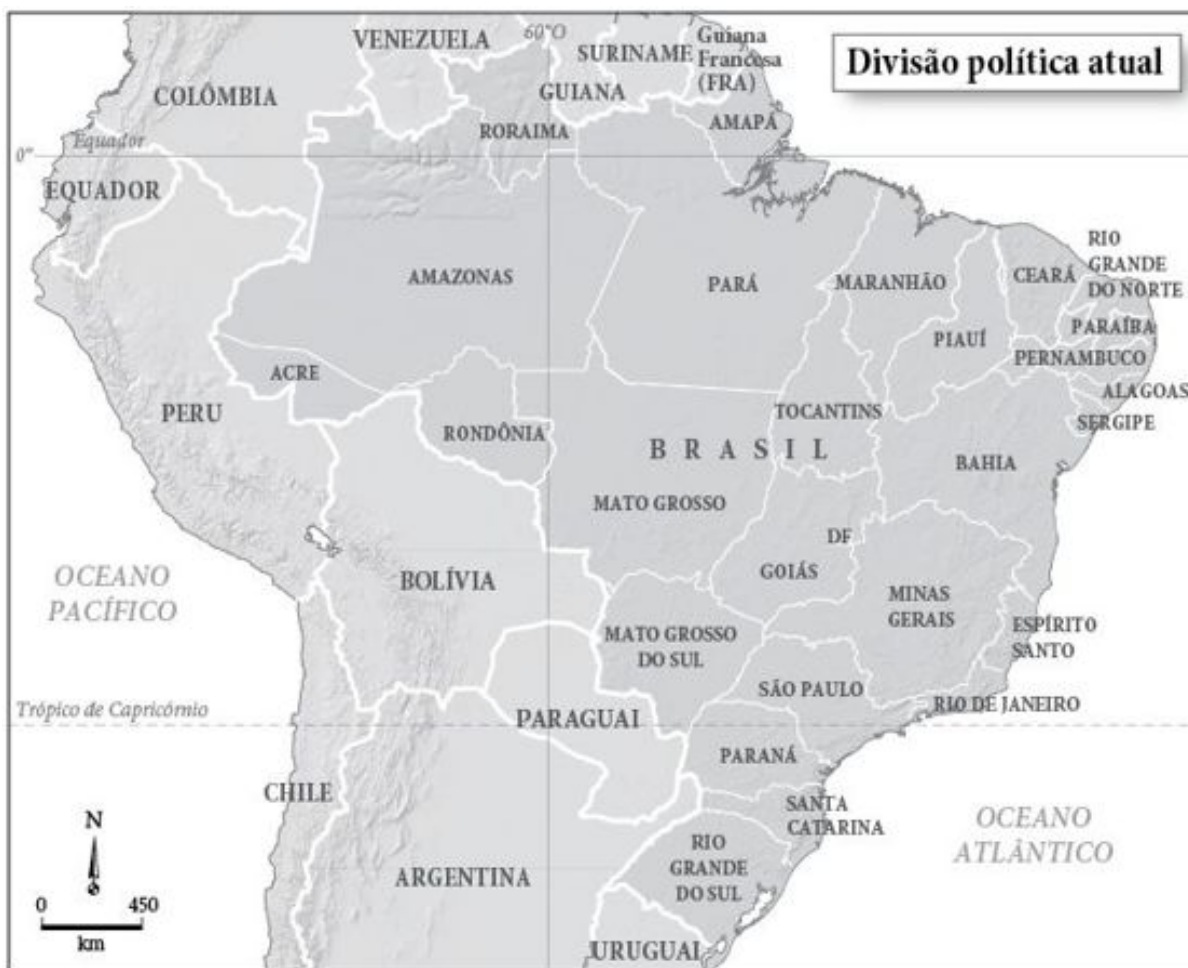 Divisão política atual
60°O
VENEZUELA
SURINAME
Guiana
Francesa
(FRA)
COLÔMBIA
GUIANA
RORAIMA
AMAPÁ
Equador
0°
EQUADOR
AMAZONAS
PARÁ
MARANHÃO
CEARÁ
RIO
GRANDE
DO NORTE
PIAUÍ
PARAÍBA
PERNAMBUCO
ACRE
ALAGOAS
PERU
TOCANTINS
SERGIPE
RONDÔNIA
BRASIL
BAHIA
MATO GROSSO
DF
GOIÁS
OCEANO
PACÍFICO
BOLÍVIA
MINAS
GERAIS
MATO GROSSO
DO SUL
ESPÍRITO
SANTO
SÃO PAULO
RIO DE JANEIRO
Trópico de Capricórnio
PARAGUAI
PARANÁ
CHILE
SANTA
CATARINA
OCEANO
ATLÂNTICO
N
RIO
GRANDE
DO SUL
ARGENTINA
0 450
km
URUGUAI